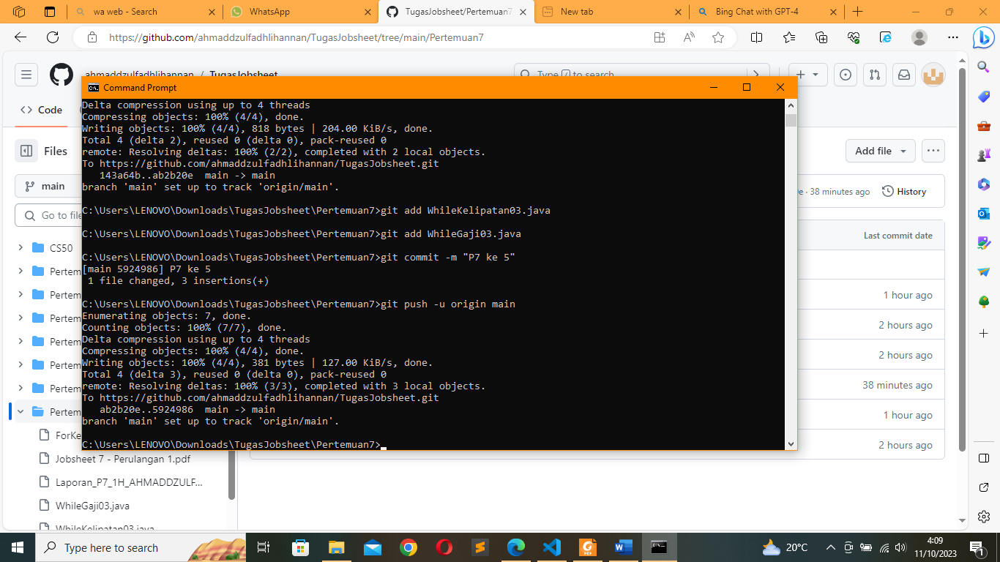 wa web - Search
WhatsApp
TugasJobsheet/Pertemuan7
New tab
Bing Chat with GPT-4
https://github.com/ahmaddzulfadhlihannan/TugasJobsheet/tree/main/Pertemuan7
ahmaddzulfadhlihannan / TugasJobsheet
Type / to search
Command Prompt
Code
Files
main
Go to file
CS50
Pertem
Pertem
Pertem
Pertem
Pertem
Pertem
Pertem
ForKe
Jobsheet 7 - Perulangan 1.pdf
Laporan_P7_1H_AHMADDZULF...
WhileGaji03.java
WhileKelipatan03.java
Delta compression using up to 4 threads
Compressing objects: 100% (4/4), done.
Writing objects: 100% (4/4), 818 bytes | 204.00 KiB/s, done.
Total 4 (delta 2), reused 0 (delta 0), pack-reused 0
remote: Resolving deltas: 100% (2/2), completed with 2 local objects.
To https://github.com/ahmaddzulfadhlihannan/TugasJobsheet.git
143a64b..ab2b20e  main -> main
branch 'main' set up to track 'origin/main'.
C:\Users\LENOVO\Downloads\TugasJobsheet\Pertemuan7>git add WhileKelipatan03.java
C:\Users\LENOVO\Downloads\TugasJobsheet\Pertemuan7>git add WhileGaji03.java
C:\Users\LENOVO\Downloads\TugasJobsheet\Pertemuan7>git commit -m "P7 ke 5"
[main 5924986] P7 ke 5
1 file changed, 3 insertions(+)
C:\Users\LENOVO\Downloads\TugasJobsheet\Pertemuan7>git push -u origin main
Enumerating objects: 7, done.
Counting objects: 100% (7/7), done.
Delta compression using up to 4 threads
Compressing objects: 100% (4/4), done.
Writing objects: 100% (4/4), 381 bytes | 127.00 KiB/s, done.
Total 4 (delta 3), reused 0 (delta 0), pack-reused 0
remote: Resolving deltas: 100% (3/3), completed with 3 local objects.
To https://github.com/ahmaddzulfadhlihannan/TugasJobsheet.git
ab2b20e..5924986  main -> main
branch 'main' set up to track 'origin/main'.
C:\Users\LENOVO\Downloads\TugasJobsheet\Pertemuan7>
Add file
· 38 minutes ago
History
Last commit date
1 hour ago
2 hours ago
2 hours ago
38 minutes ago
1 hour ago
2 hours ago
Type here to search
20°C
4:09
11/10/2023
1